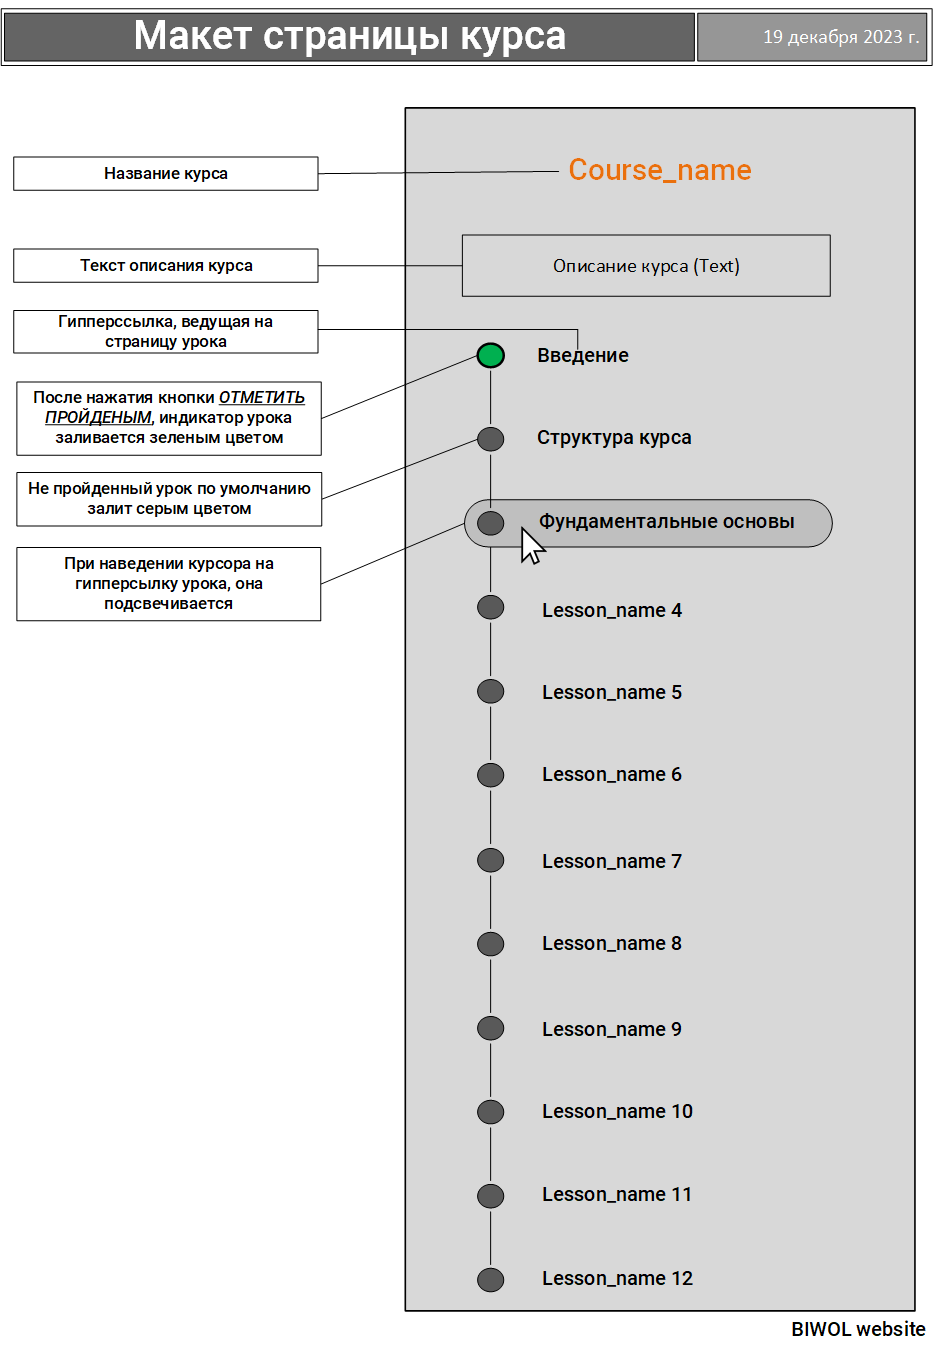 Макет страницы курса
19 декабря 2023 г.
Course_name
Название курса
Текст описания курса
Описание курса (Text)
Гипперссылка, ведущая на
страницу урока
Введение
После нажатия кнопки ОТМЕТИТЬ
ПРОЙДЕНЫМ, индикатор урока
заливается зеленым цветом
Структура курса
Не пройденный урок по умолчанию
залит серым цветом
Фундаментальные основы
При наведении курсора на
гипперсылку урока, она
подсвечивается
Lesson_name 4
Lesson_name 5
Lesson_name 6
Lesson_name 7
Lesson_name 8
Lesson_name 9
Lesson_name 10
Lesson_name 11
Lesson_name 12
BIWOL website